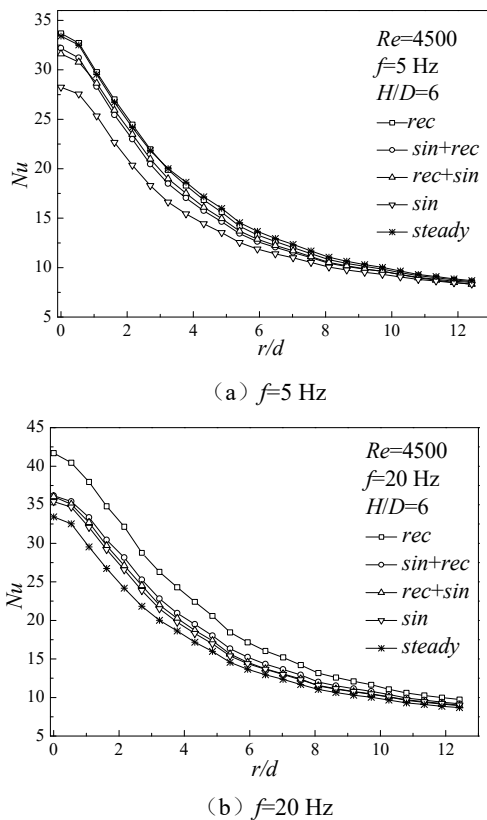 35
30
25
20
15
10
5
Nu
0 2 4 6 8 10 12
r/d
Re=4500
f=5 Hz
H/D=6
rec
sin+rec
rec+sin
sin
steady
（a）f=5 Hz
45
40
35
30
25
20
15
10
5
Nu
0 2 4 6 8 10 12
r/d
Re=4500
f=20 Hz
H/D=6
rec
sin+rec
rec+sin
sin
steady
（b）f=20 Hz